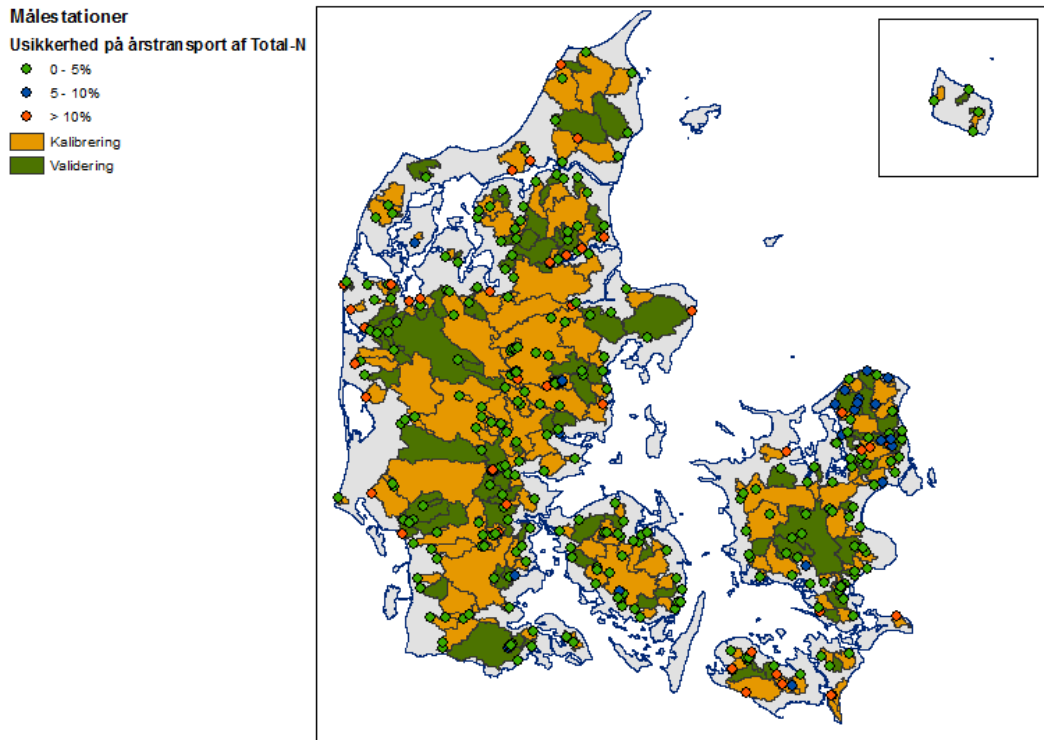 Målestationer
Usikkerhed på årstransport af Total-N
0 - 5%
5 - 10%
> 10%
Kalibrering
Validering